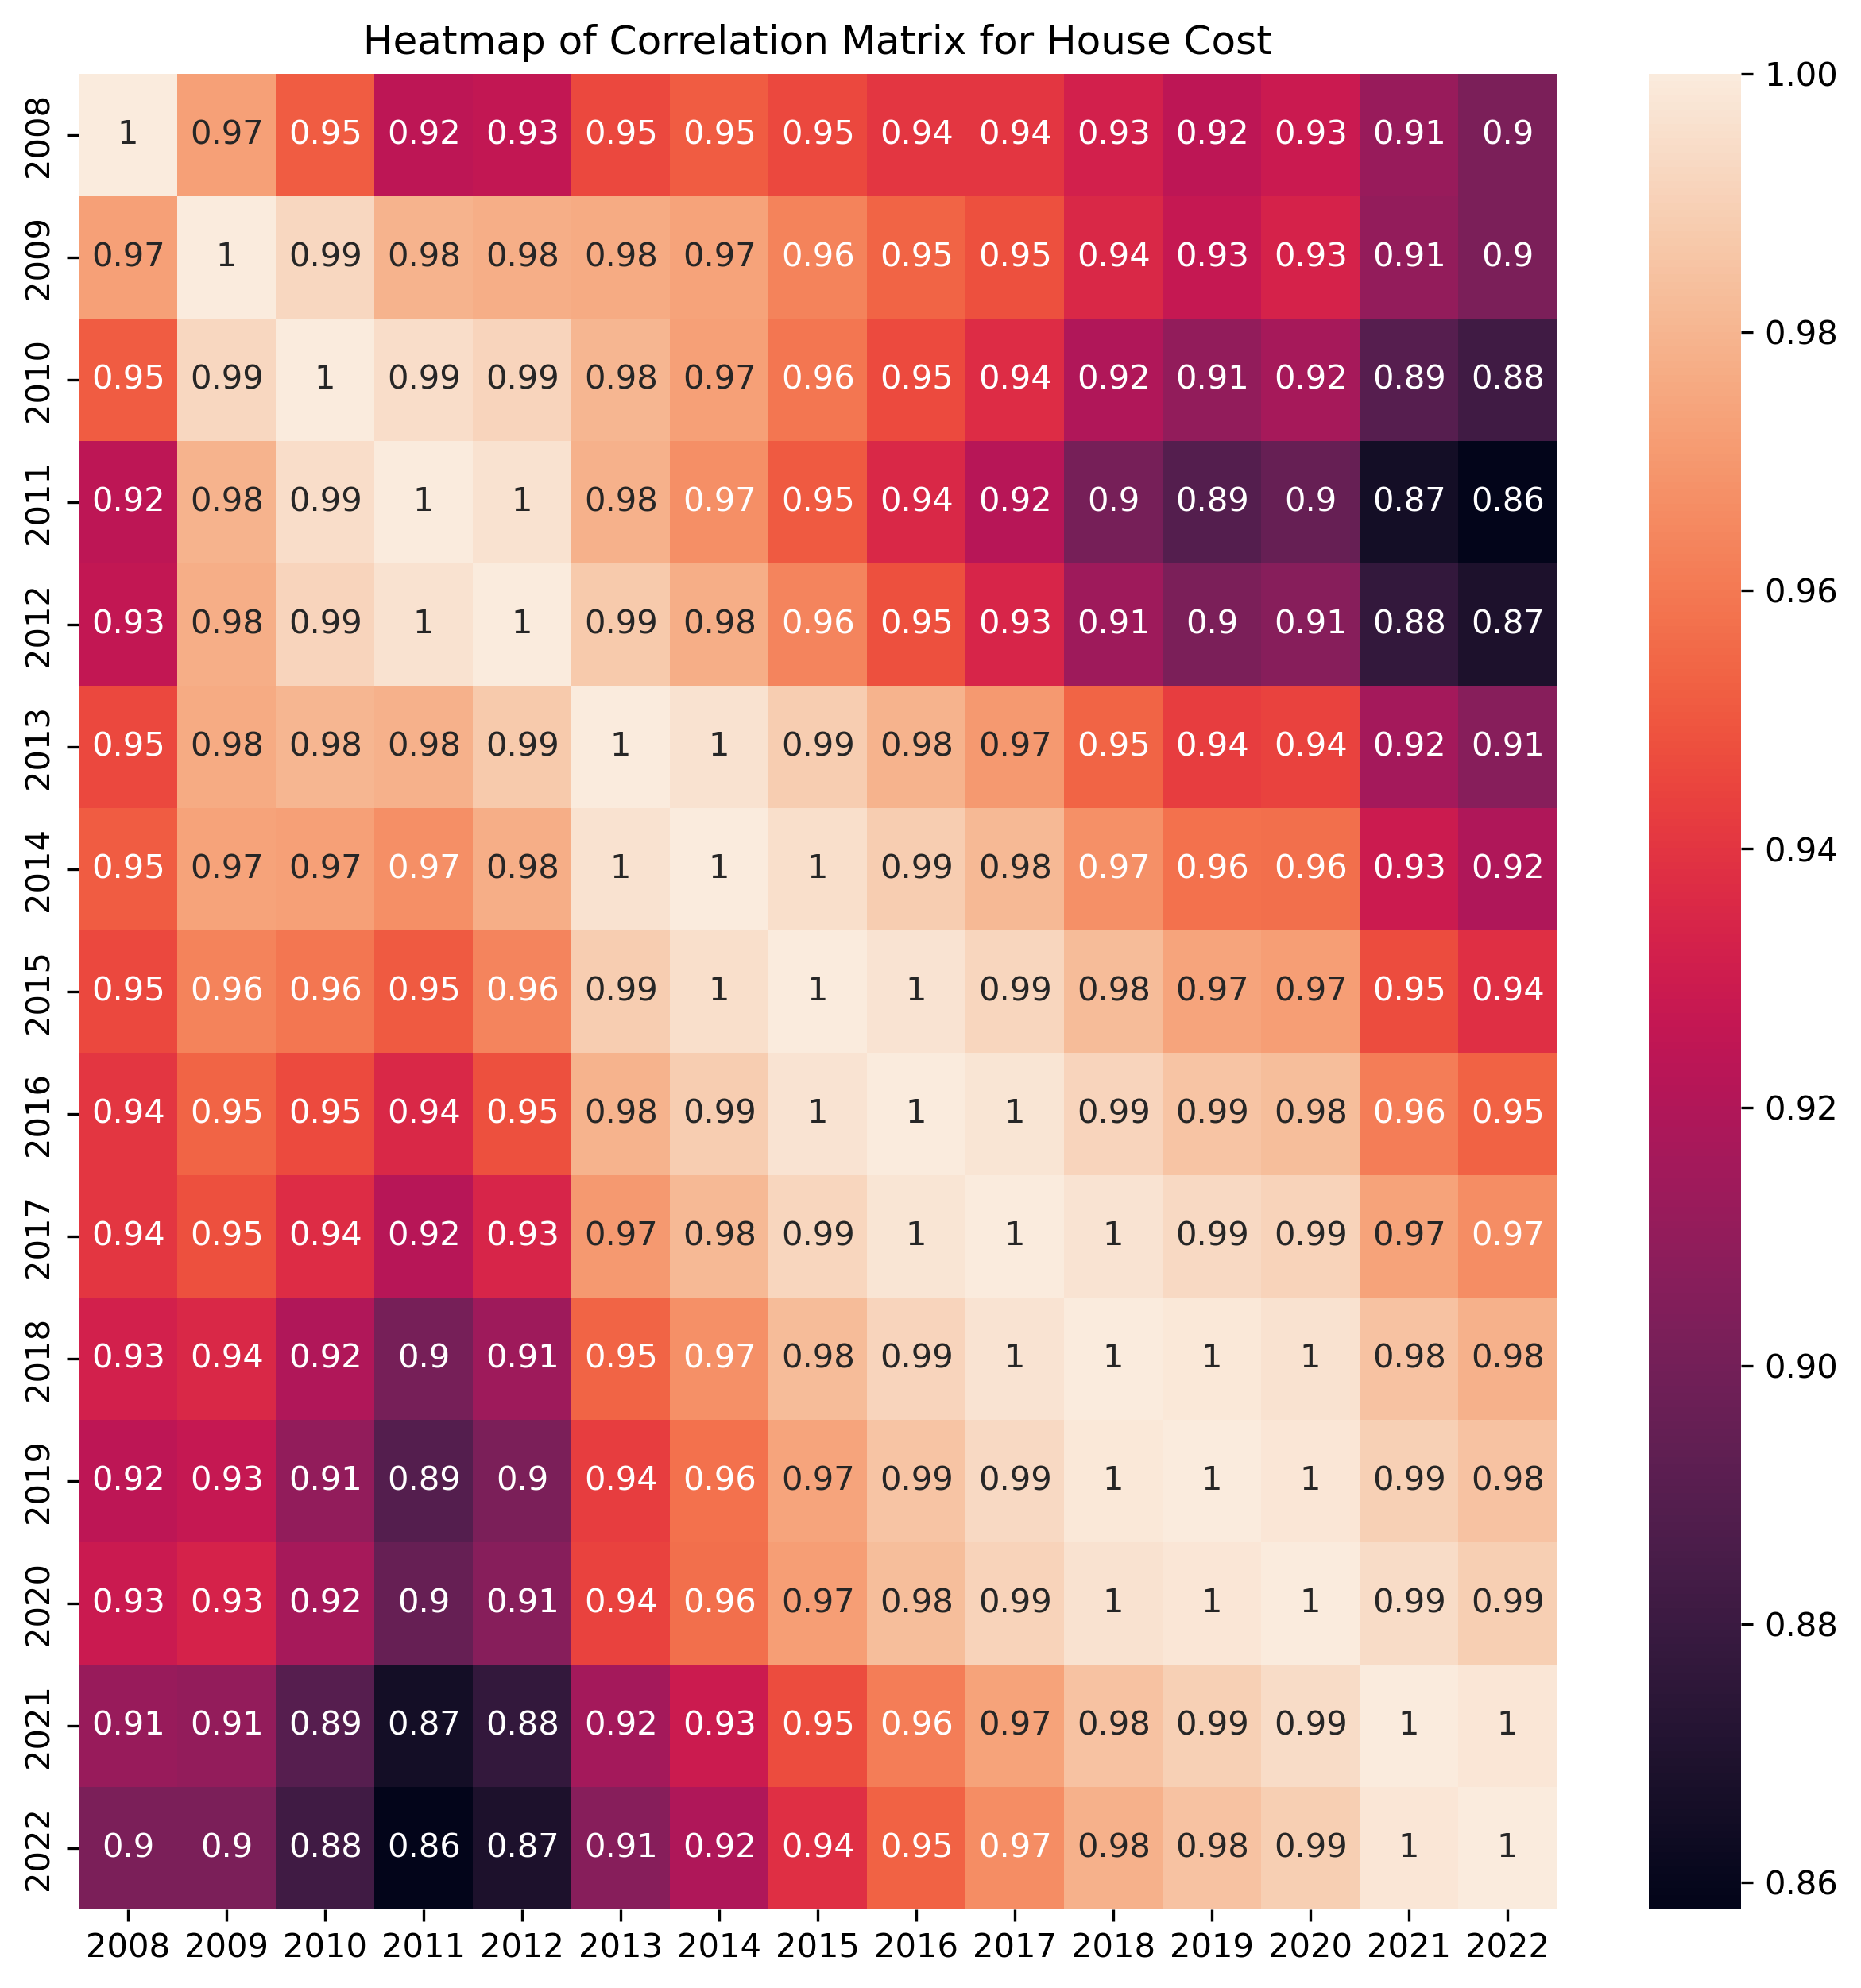 Heatmap of Correlation Matrix for House Cost
2008 1 0.97 0.95 0.92 0.93 0.95 0.95 0.95 0.94 0.94 0.93 0.92 0.93 0.91 0.9
2009 0.97 1 0.99 0.98 0.98 0.98 0.97 0.96 0.95 0.95 0.94 0.93 0.93 0.91 0.9
2010 0.95 0.99 1 0.99 0.99 0.98 0.97 0.96 0.95 0.94 0.92 0.91 0.92 0.89 0.88
2011 0.92 0.98 0.99 1 1 0.98 0.97 0.95 0.94 0.92 0.9 0.89 0.9 0.87 0.86
2012 0.93 0.98 0.99 1 1 0.99 0.98 0.96 0.95 0.93 0.91 0.9 0.91 0.88 0.87
2013 0.95 0.98 0.98 0.98 0.99 1 1 0.99 0.98 0.97 0.95 0.94 0.94 0.92 0.91
2014 0.95 0.97 0.97 0.97 0.98 1 1 1 0.99 0.98 0.97 0.96 0.96 0.93 0.92
2015 0.95 0.96 0.96 0.95 0.96 0.99 1 1 1 0.99 0.98 0.97 0.97 0.95 0.94
2016 0.94 0.95 0.95 0.94 0.95 0.98 0.99 1 1 1 0.99 0.99 0.98 0.96 0.95
2017 0.94 0.95 0.94 0.92 0.93 0.97 0.98 0.99 1 1 1 0.99 0.99 0.97 0.97
2018 0.93 0.94 0.92 0.9 0.91 0.95 0.97 0.98 0.99 1 1 1 1 0.98 0.98
2019 0.92 0.93 0.91 0.89 0.9 0.94 0.96 0.97 0.99 0.99 1 1 1 0.99 0.98
2020 0.93 0.93 0.92 0.9 0.91 0.94 0.96 0.97 0.98 0.99 1 1 1 0.99 0.99
2021 0.91 0.91 0.89 0.87 0.88 0.92 0.93 0.95 0.96 0.97 0.98 0.99 0.99 1 1
2022 0.9 0.9 0.88 0.86 0.87 0.91 0.92 0.94 0.95 0.97 0.98 0.98 0.99 1 1
2008 2009 2010 2011 2012 2013 2014 2015 2016 2017 2018 2019 2020 2021 2022
1.00
0.98
0.96
0.94
0.92
0.90
0.88
0.86